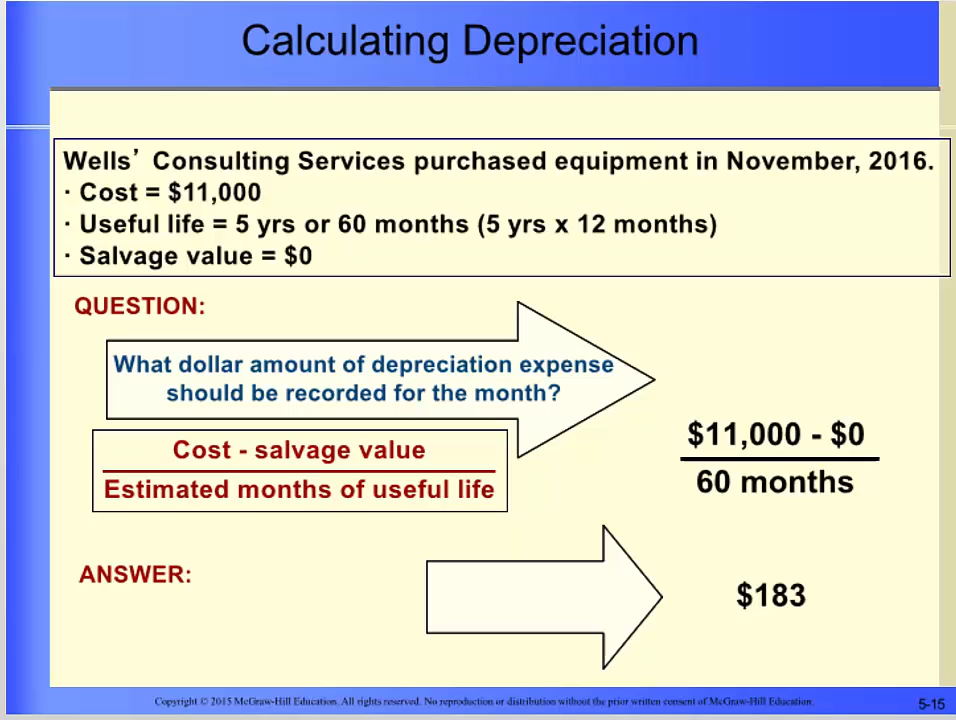 Calculating Depreciation
Wells’ Consulting Services purchased equipment in November, 2016.
· Cost = $11,000
· Useful life = 5 yrs or 60 months (5 yrs x 12 months)
· Salvage value = $0
QUESTION:
What dollar amount of depreciation expense
should be recorded for the month?
Cost - salvage value
Estimated months of useful life
$11,000 - $0
60 months
ANSWER:
$183
Copyright © 2015 McGraw-Hill Education. All rights reserved. No reproduction or distribution without the prior written consent of McGraw-Hill Education.
5-15